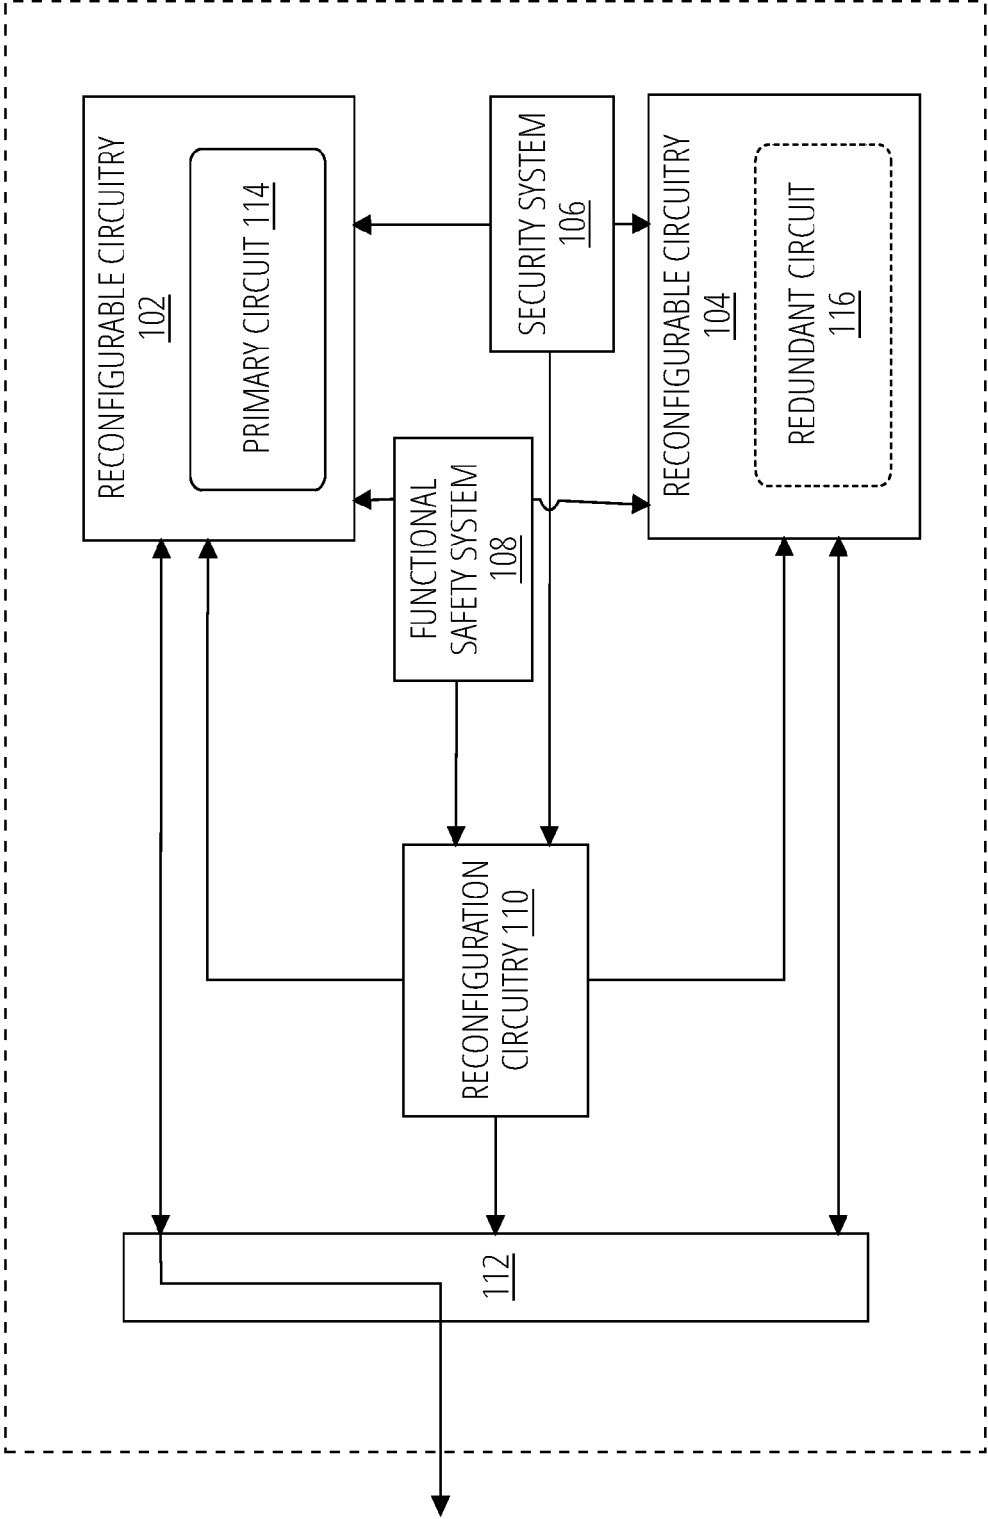 RECONFIGURABLE CIRCUITRY
102
PRIMARY CIRCUIT 114
SECURITY SYSTEM
106
FUNCTIONAL
SAFETY SYSTEM
108
RECONFIGURABLE CIRCUITRY
104
REDUNDANT CIRCUIT
116
RECONFIGURATION
CIRCUITRY 110
112